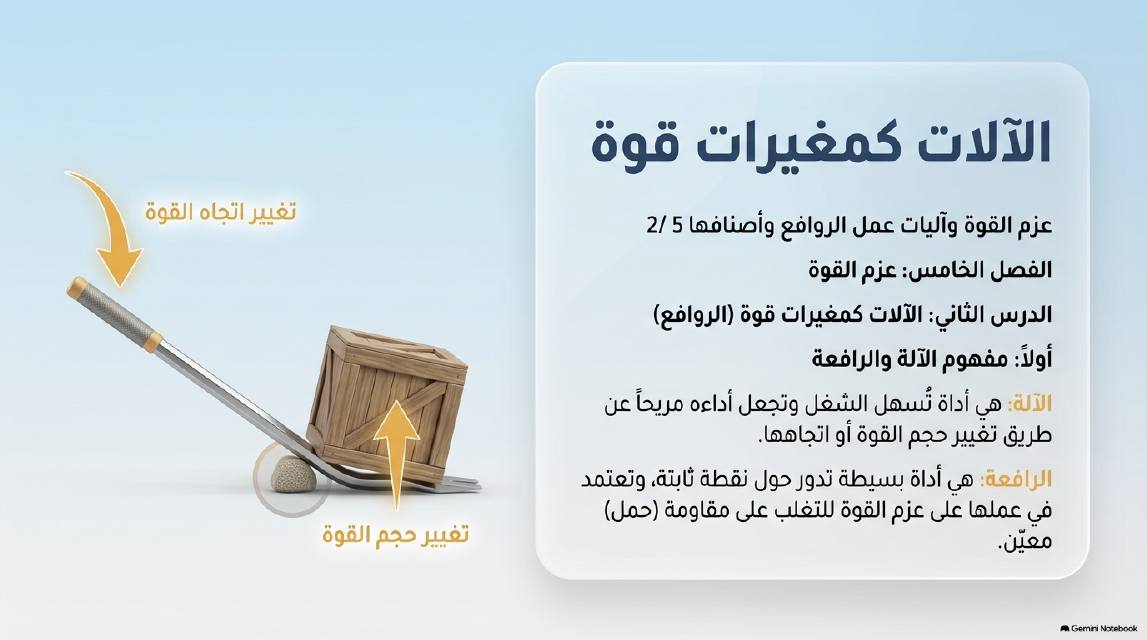 الآلات كمغيرات قوة
عزم القوة وآليات عمل الروافع وأصنافها 5 /2
الفصل الخامس: عزم القوة
الدرس الثاني: الآلات كمغيرات قوة (الروافع)
أولاً: مفهوم الآلة والرافعة
الآلة: هي أداة تُسهل الشغل وتجعل أداءه مريحاً عن
طريق تغيير حجم القوة أو اتجاهها.
الرافعة: هي أداة بسيطة تدور حول نقطة ثابتة، وتعتمد
في عملها على عزم القوة للتغلب على مقاومة (حمل)
معيّن.
تغيير اتجاه القوة
تغيير حجم القوة
Gemini Notebook